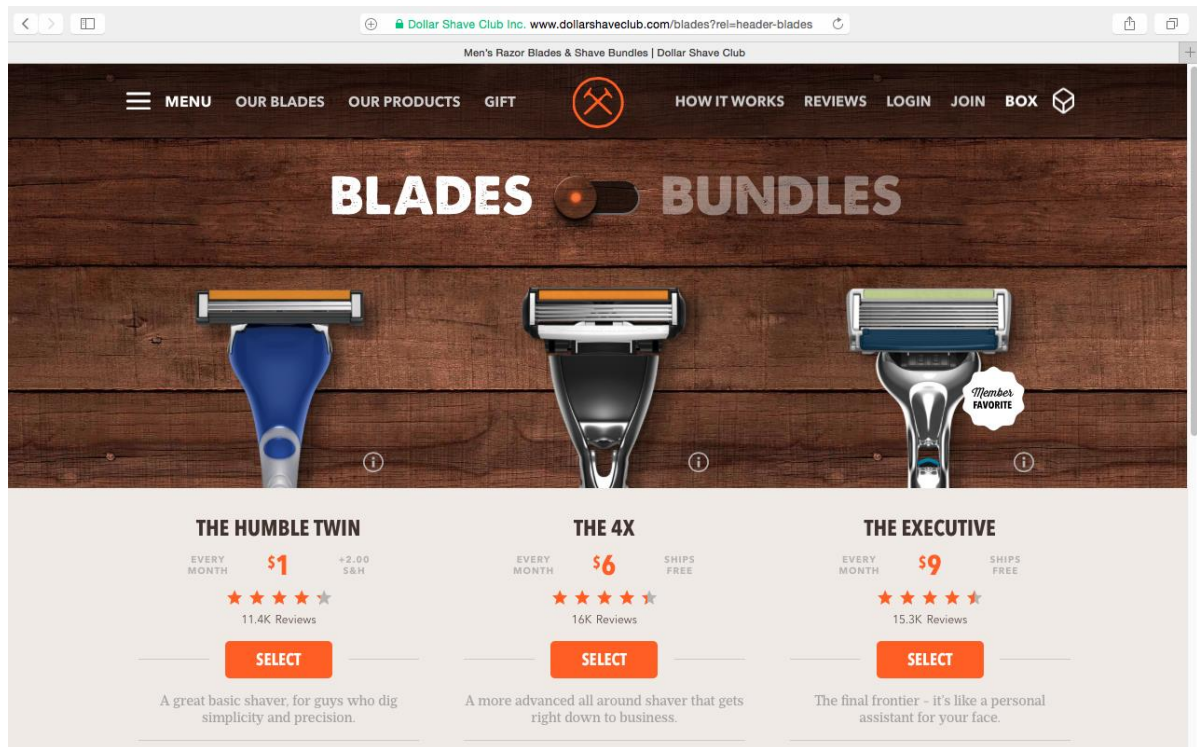 Dollar Shave Club Inc. www.dollarshaveclub.com/blades?rel=header-blades
Men's Razor Blades & Shave Bundles | Dollar Shave Club
MENU OUR BLADES OUR PRODUCTS GIFT HOW IT WORKS REVIEWS LOGIN JOIN BOX
BLADES BUNDLES
Member
FAVORITE
THE HUMBLE TWIN
EVERY
MONTH
$1
+2.00
S&H
11.4K Reviews
SELECT
A great basic shaver, for guys who dig
simplicity and precision.
THE 4X
EVERY
MONTH
$6
SHIPS
FREE
16K Reviews
SELECT
A more advanced all around shaver that gets
right down to business.
THE EXECUTIVE
EVERY
MONTH
$9
SHIPS
FREE
15.3K Reviews
SELECT
The final frontier - it's like a personal
assistant for your face.